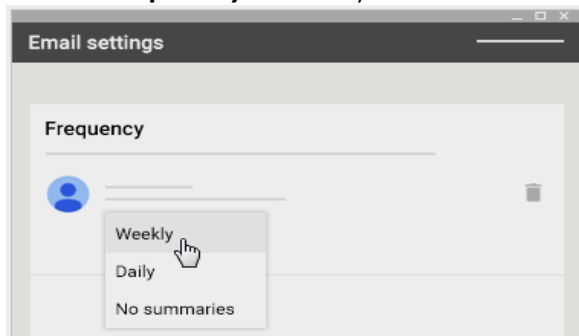 Email settings
Frequency
Weekly
Daily
No summaries